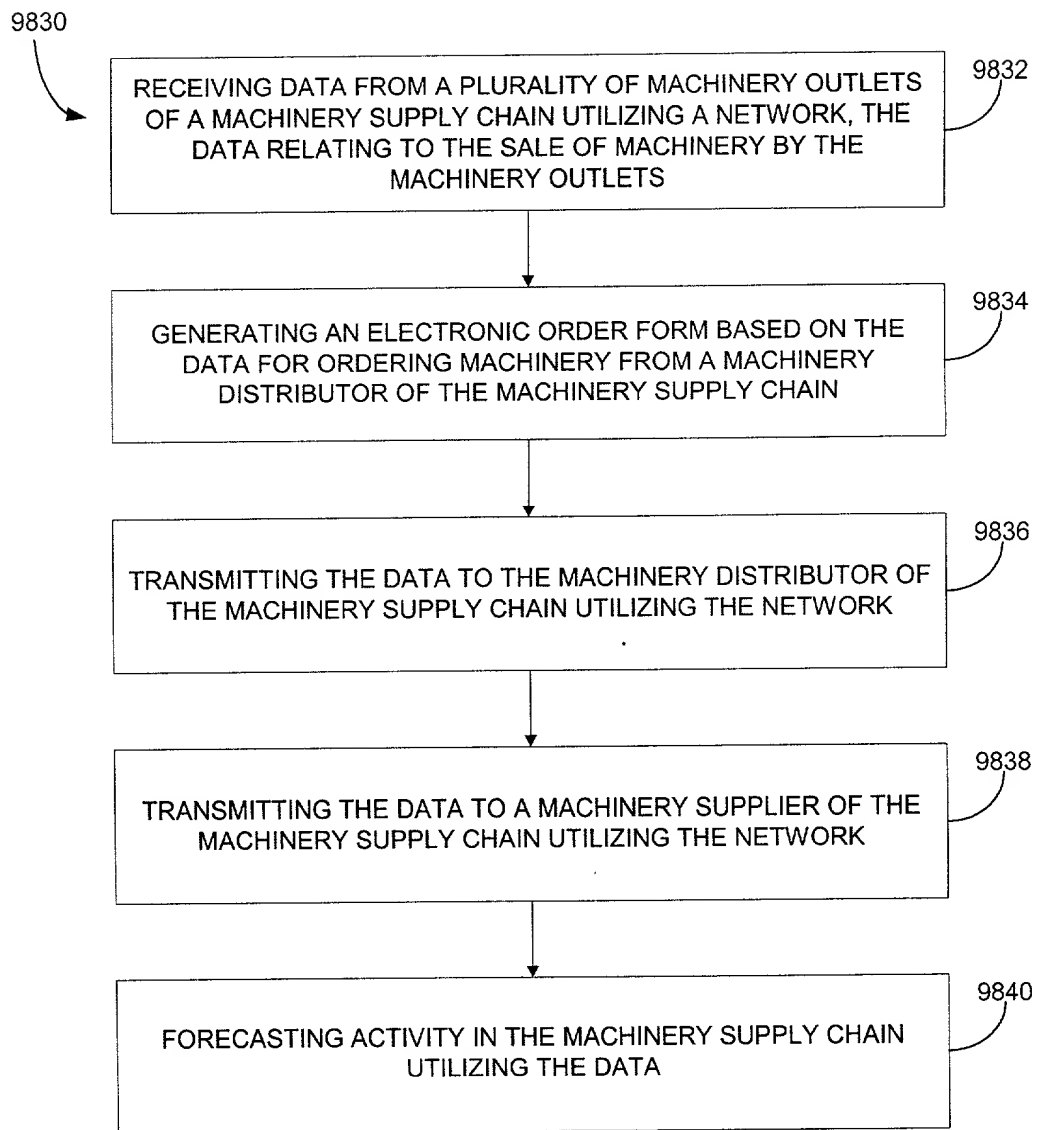 9830
9832
RECEIVING DATA FROM A PLURALITY OF MACHINERY OUTLETS
OF A MACHINERY SUPPLY CHAIN UTILIZING A NETWORK, THE
DATA RELATING TO THE SALE OF MACHINERY BY THE
MACHINERY OUTLETS
9834
GENERATING AN ELECTRONIC ORDER FORM BASED ON THE
DATA FOR ORDERING MACHINERY FROM A MACHINERY
DISTRIBUTOR OF THE MACHINERY SUPPLY CHAIN
9836
TRANSMITTING THE DATA TO THE MACHINERY DISTRIBUTOR OF
THE MACHINERY SUPPLY CHAIN UTILIZING THE NETWORK
9838
TRANSMITTING THE DATA TO A MACHINERY SUPPLIER OF THE
MACHINERY SUPPLY CHAIN UTILIZING THE NETWORK
9840
FORECASTING ACTIVITY IN THE MACHINERY SUPPLY CHAIN
UTILIZING THE DATA